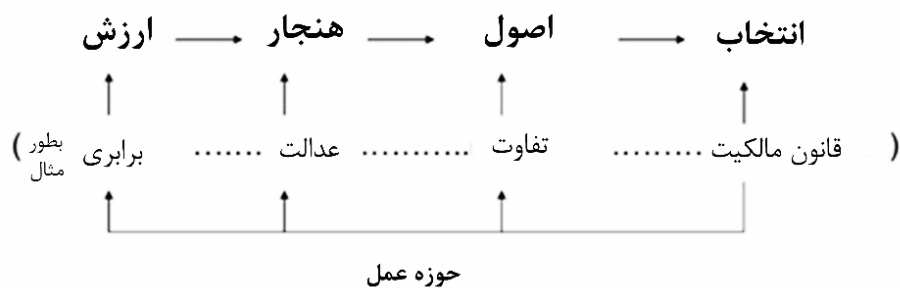 ارزش هنجار اصول انتخاب
( بطور مثال برابری ....... عدالت ........... تفاوت ......... قانون مالکیت )
حوزه عمل